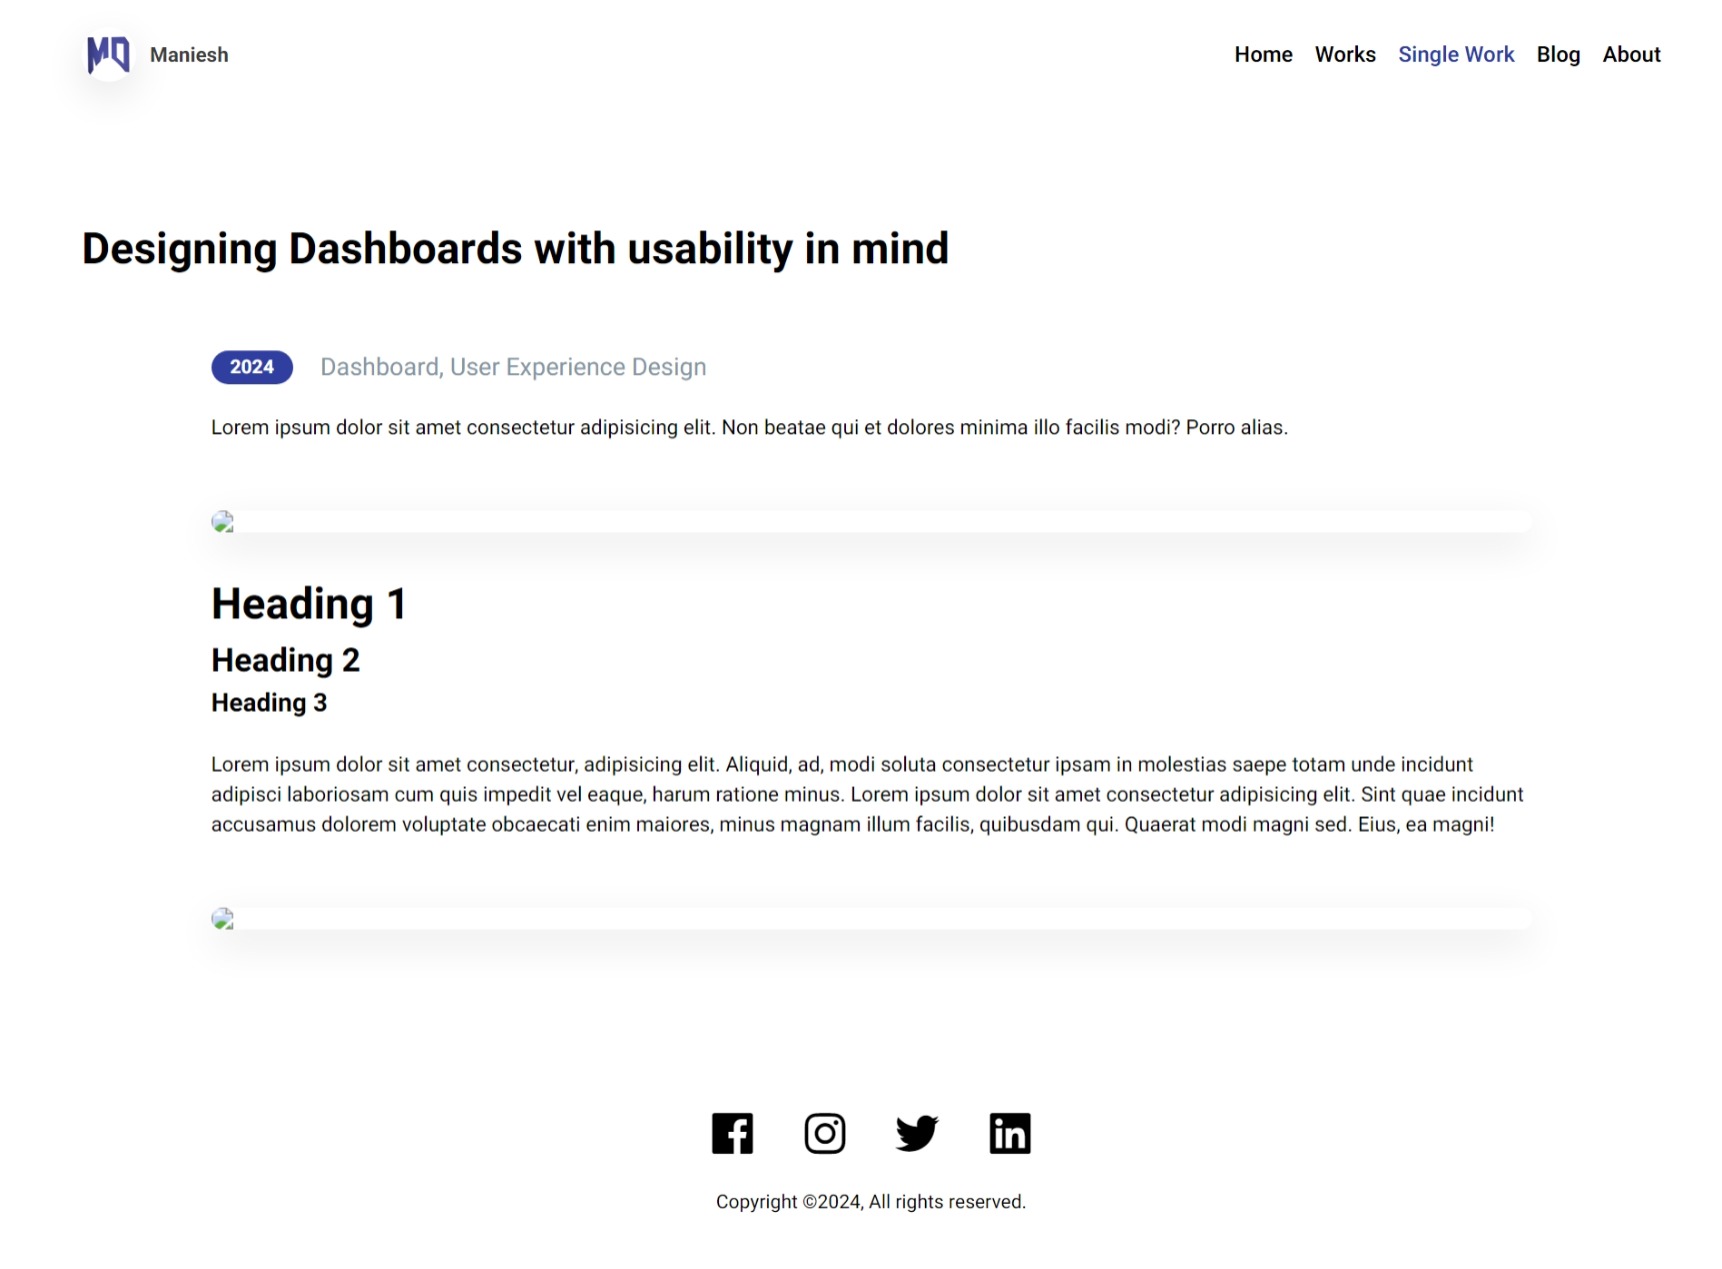 Maniesh
Home Works Single Work Blog About
Designing Dashboards with usability in mind
2024 Dashboard, User Experience Design
Lorem ipsum dolor sit amet consectetur adipisicing elit. Non beatae qui et dolores minima illo facilis modi? Porro alias.
Heading 1
Heading 2
Heading 3
Lorem ipsum dolor sit amet consectetur, adipisicing elit. Aliquid, ad, modi soluta consectetur ipsam in molestias saepe totam unde incidunt
adipisci laboriosam cum quis impedit vel eaque, harum ratione minus. Lorem ipsum dolor sit amet consectetur adipisicing elit. Sint quae incidunt
accusamus dolorem voluptate obcaecati enim maiores, minus magnam illum facilis, quibusdam qui. Quaerat modi magni sed. Eius, ea magni!
Copyright ©2024, All rights reserved.